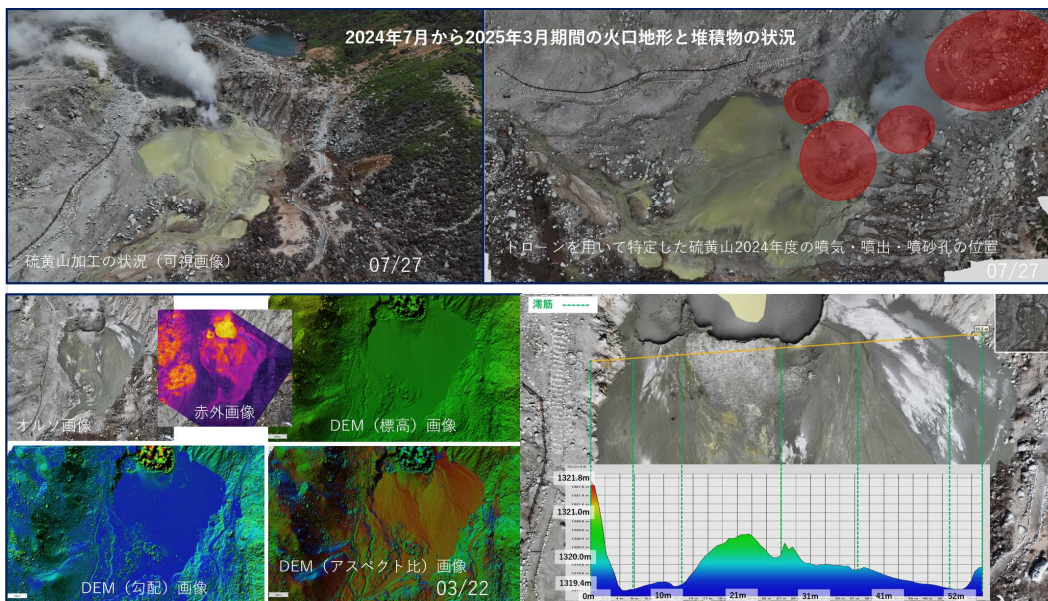 2024年7月から2025年3月期間の火口地形と堆積物の状況
硫黄山加工の状況（可視画像）
07/27
ドローンを用いて特定した硫黄山2024年度の噴気・噴出・噴砂孔の位置
07/27
オルソ画像
赤外画像
DEM（標高）画像
DEM（勾配）画像
DEM（アスペクト比）画像
03/22
澪筋 ------
1321.8m
1321.0m
1320.0m
1319.4m
0m
10m
21m
31m
41m
52m